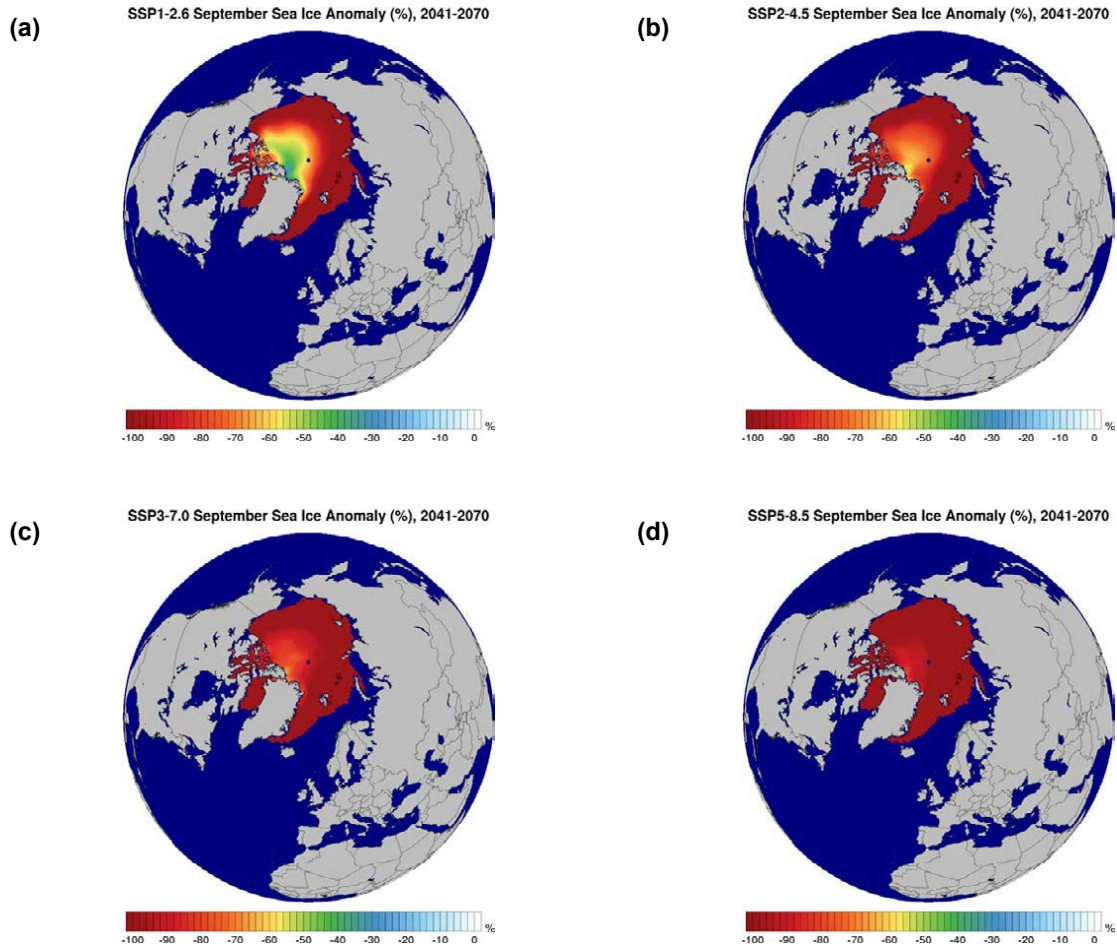 (a)
SSP1-2.6 September Sea Ice Anomaly (%), 2041-2070
-100 -90 -80 -70 -60 -50 -40 -30 -20 -10 0 %
(b)
SSP2-4.5 September Sea Ice Anomaly (%), 2041-2070
-100 -90 -80 -70 -60 -50 -40 -30 -20 -10 0 %
(c)
SSP3-7.0 September Sea Ice Anomaly (%), 2041-2070
-100 -90 -80 -70 -60 -50 -40 -30 -20 -10 0 %
(d)
SSP5-8.5 September Sea Ice Anomaly (%), 2041-2070
-100 -90 -80 -70 -60 -50 -40 -30 -20 -10 0 %